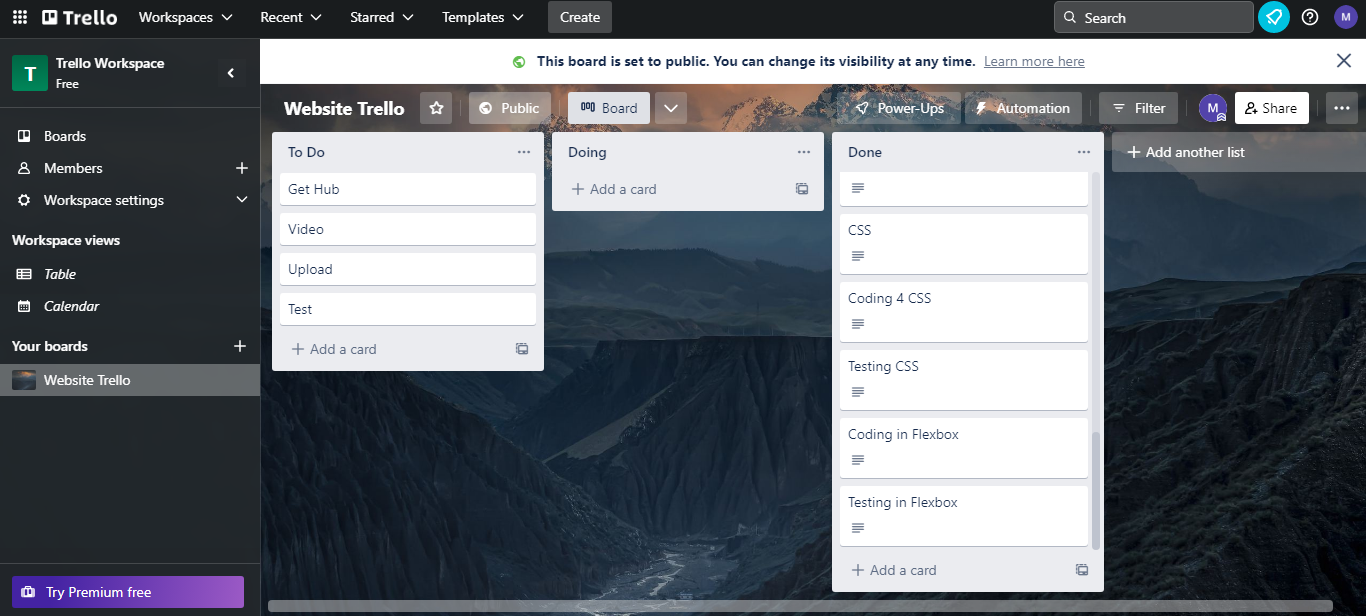 Trello
Workspaces
Recent
Starred
Templates
Create
Search
M
T
Trello Workspace
Free
This board is set to public. You can change its visibility at any time. Learn more here
Boards
Members
Workspace settings
Workspace views
Table
Calendar
Your boards
Website Trello
Try Premium free
Website Trello
Public
Board
Power-Ups
Automation
Filter
M
Share
To Do
Get Hub
Video
Upload
Test
Add a card
Doing
Add a card
Done
CSS
Coding 4 CSS
Testing CSS
Coding in Flexbox
Testing in Flexbox
Add a card
Add another list